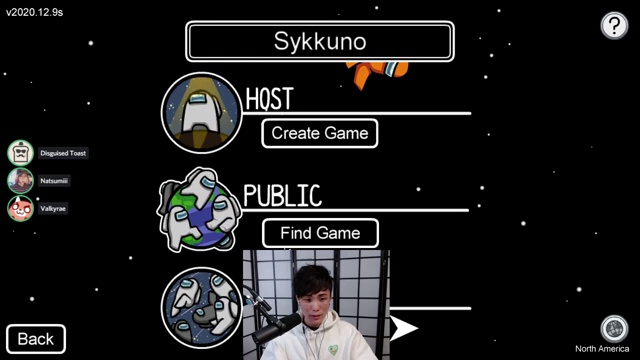 v2020.12.9s
?
Sykkuno
HOST
Create Game
Disguised Toast
Natsumiii
Valkyrae
PUBLIC
Find Game
Back
North America